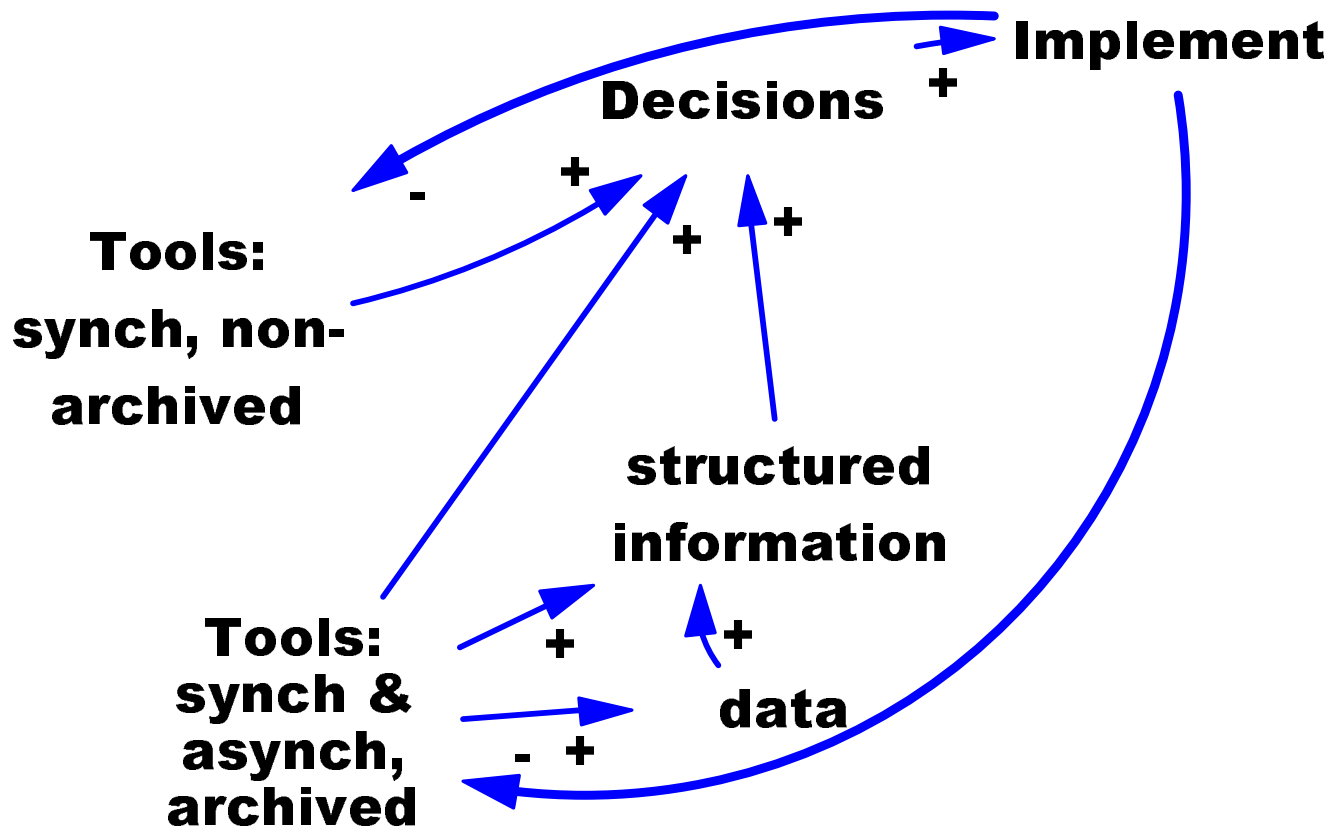 Implement
+
Decisions
-
+
+
+
Tools:
synch, non-
archived
structured
information
+
+
Tools:
synch &
asynch,
archived
data
- +